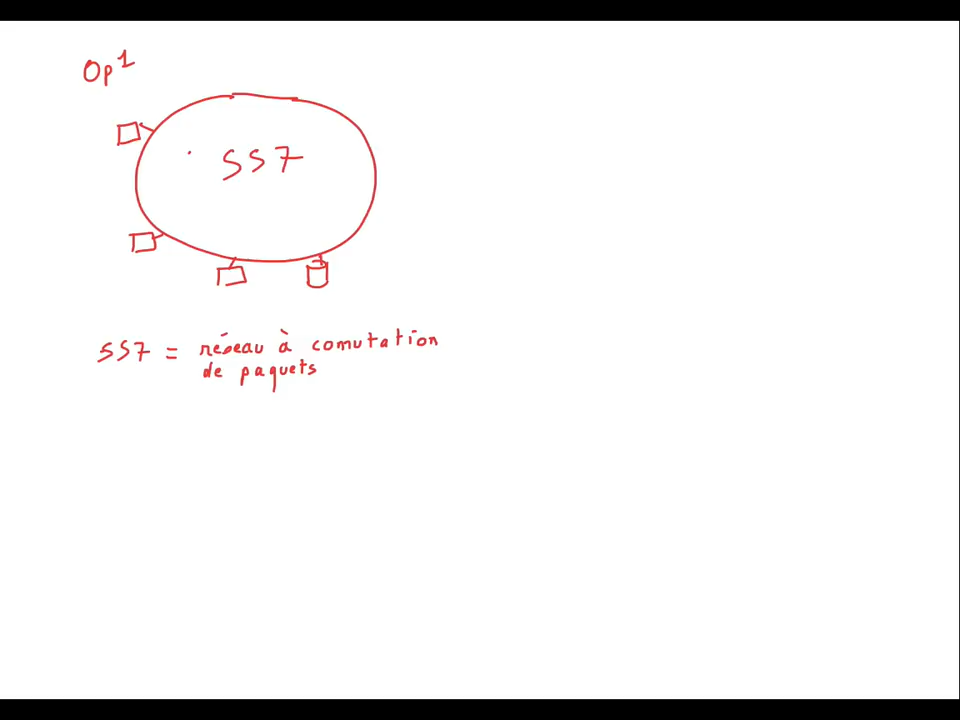 Op 1
SS7
SS7 = réseau à comutation
de paquets